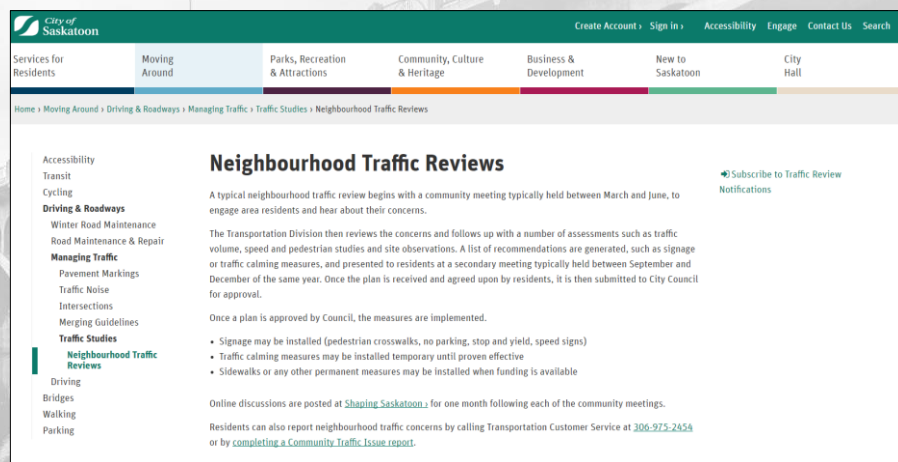 City of
Saskatoon
Create Account › Sign in › Accessibility Engage Contact Us Search
Services for
Residents
Moving
Around
Parks, Recreation
& Attractions
Community, Culture
& Heritage
Business &
Development
New to
Saskatoon
City
Hall
Home › Moving Around › Driving & Roadways › Managing Traffic › Traffic Studies › Neighbourhood Traffic Reviews
Accessibility
Transit
Cycling
Driving & Roadways
Winter Road Maintenance
Road Maintenance & Repair
Managing Traffic
Pavement Markings
Traffic Noise
Intersections
Merging Guidelines
Traffic Studies
Neighbourhood Traffic
Reviews
Driving
Bridges
Walking
Parking
Neighbourhood Traffic Reviews
A typical neighbourhood traffic review begins with a community meeting typically held between March and June, to
engage area residents and hear about their concerns.
The Transportation Division then reviews the concerns and follows up with a number of assessments such as traffic
volume, speed and pedestrian studies and site observations. A list of recommendations are generated, such as signage
or traffic calming measures, and presented to residents at a secondary meeting typically held between September and
December of the same year. Once the plan is received and agreed upon by residents, it is then submitted to City Council
for approval.
Once a plan is approved by Council, the measures are implemented.
• Signage may be installed (pedestrian crosswalks, no parking, stop and yield, speed signs)
• Traffic calming measures may be installed temporary until proven effective
• Sidewalks or any other permanent measures may be installed when funding is available
Online discussions are posted at Shaping Saskatoon › for one month following each of the community meetings.
Residents can also report neighbourhood traffic concerns by calling Transportation Customer Service at 306-975-2454
or by completing a Community Traffic Issue report.
Subscribe to Traffic Review
Notifications